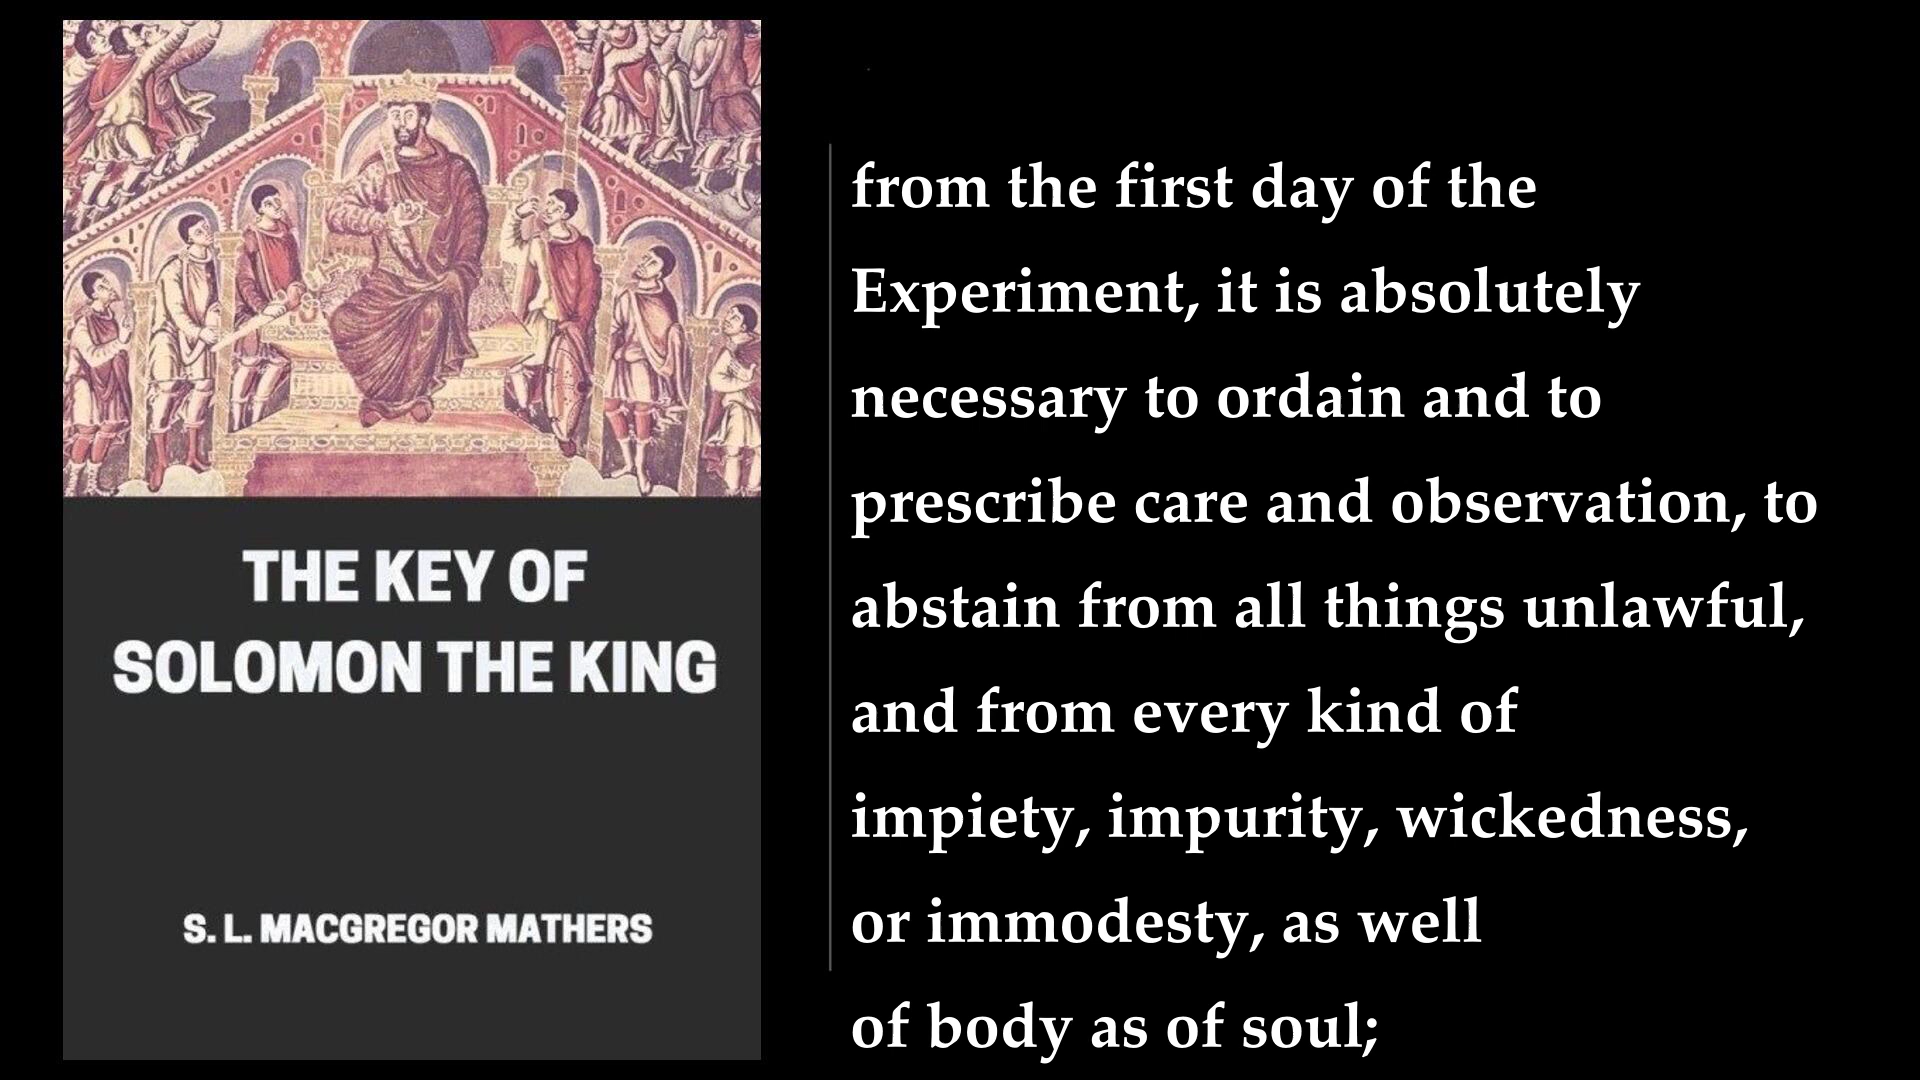 THE KEY OF
SOLOMON THE KING
S. L. MACGREGOR MATHERS
from the first day of the
Experiment, it is absolutely
necessary to ordain and to
prescribe care and observation, to
abstain from all things unlawful,
and from every kind of
impiety, impurity, wickedness,
or immodesty, as well
of body as of soul;